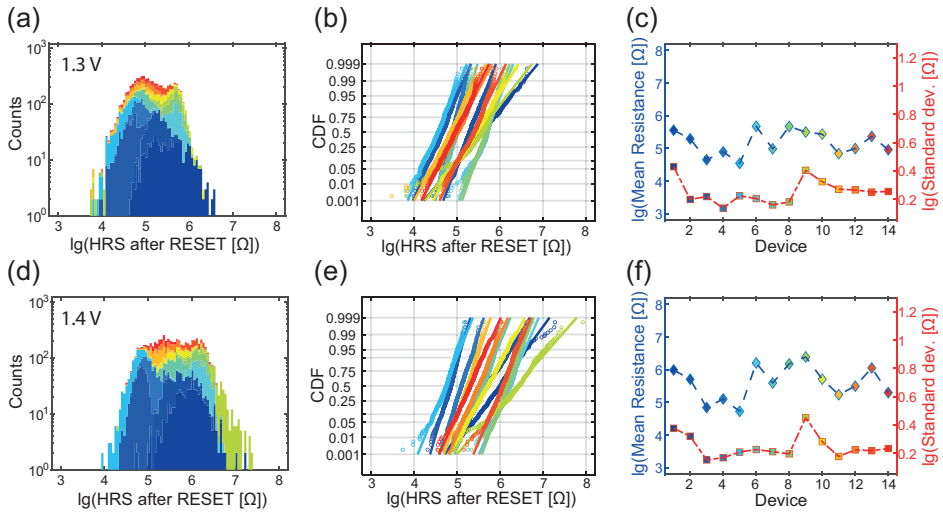 (a)
1.3 V
10³
10²
10¹
10⁰
Counts
3 4 5 6 7 8
lg(HRS after RESET [Ω])
(b)
0.999
0.99
0.95
0.75
0.5
0.25
0.05
0.01
0.001
CDF
3 4 5 6 7 8
lg(HRS after RESET [Ω])
(c)
8
7
6
5
4
3
lg(Mean Resistance [Ω])
1.2
1
0.8
0.6
0.4
0.2
lg(Standard dev. [Ω])
2 4 6 8 10 12 14
Device
(d)
1.4 V
10³
10²
10¹
10⁰
Counts
3 4 5 6 7 8
lg(HRS after RESET [Ω])
(e)
0.999
0.99
0.95
0.75
0.5
0.25
0.05
0.01
0.001
CDF
3 4 5 6 7 8
lg(HRS after RESET [Ω])
(f)
8
7
6
5
4
3
lg(Mean Resistance [Ω])
1.2
1
0.8
0.6
0.4
0.2
lg(Standard dev. [Ω])
2 4 6 8 10 12 14
Device